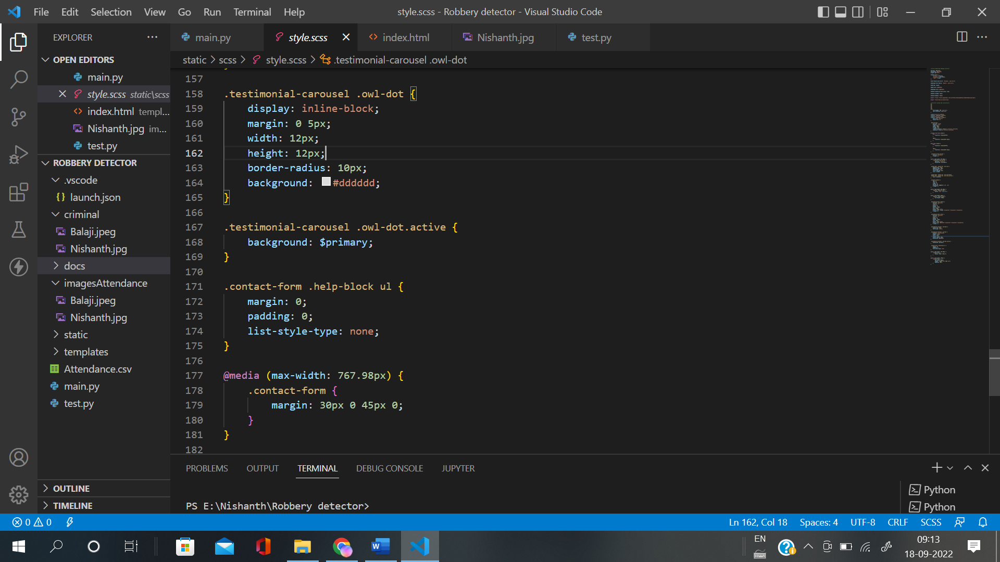 File Edit Selection View Go Run Terminal Help
style.scss - Robbery detector - Visual Studio Code
EXPLORER
main.py
style.scss
index.html
Nishanth.jpg
test.py
OPEN EDITORS
main.py
style.scss static\scss
index.html templ...
Nishanth.jpg im...
test.py
ROBBERY DETECTOR
.vscode
launch.json
criminal
Balaji.jpeg
Nishanth.jpg
docs
imagesAttendance
Balaji.jpeg
Nishanth.jpg
static
templates
Attendance.csv
main.py
test.py
OUTLINE
TIMELINE
static > scss > style.scss > .testimonial-carousel .owl-dot
157
158 .testimonial-carousel .owl-dot {
159 display: inline-block;
160 margin: 0 5px;
161 width: 12px;
162 height: 12px;
163 border-radius: 10px;
164 background: #dddddd;
165 }
166
167 .testimonial-carousel .owl-dot.active {
168 background: $primary;
169 }
170
171 .contact-form .help-block ul {
172 margin: 0;
173 padding: 0;
174 list-style-type: none;
175 }
176
177 @media (max-width: 767.98px) {
178 .contact-form {
179 margin: 30px 0 45px 0;
180 }
181 }
182
PROBLEMS OUTPUT TERMINAL DEBUG CONSOLE JUPYTER
PS E:\Nishanth\Robbery detector>
Python
Python
0 0
Ln 162, Col 18 Spaces: 4 UTF-8 CRLF SCSS
EN
09:13
18-09-2022